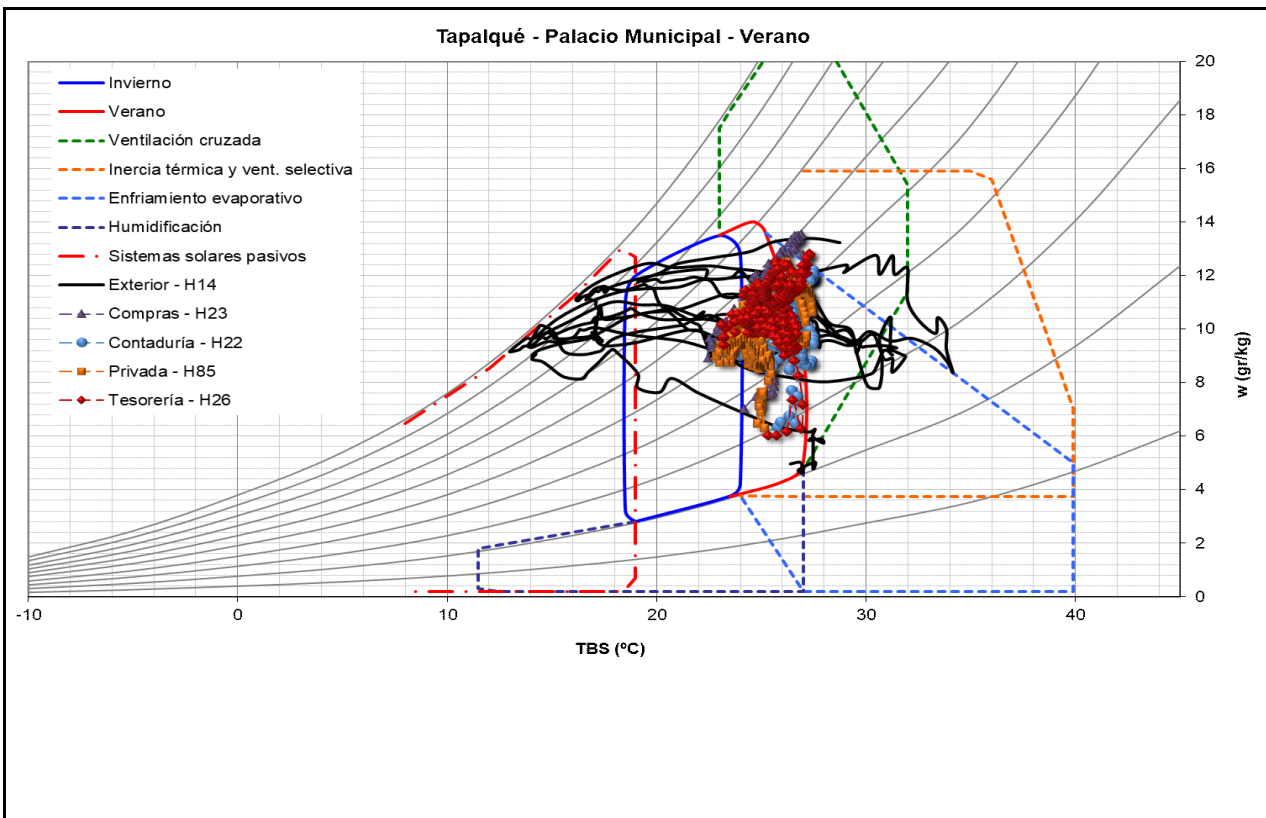 Tapalqué - Palacio Municipal - Verano
Invierno
Verano
Ventilación cruzada
Inercia térmica y vent. selectiva
Enfriamiento evaporativo
Humidificación
Sistemas solares pasivos
Exterior - H14
Compras - H23
Contaduría - H22
Privada - H85
Tesorería - H26
20
18
16
14
12
10
8
6
4
2
0
w (gr/kg)
-10 0 10 20 30 40
TBS (ºC)